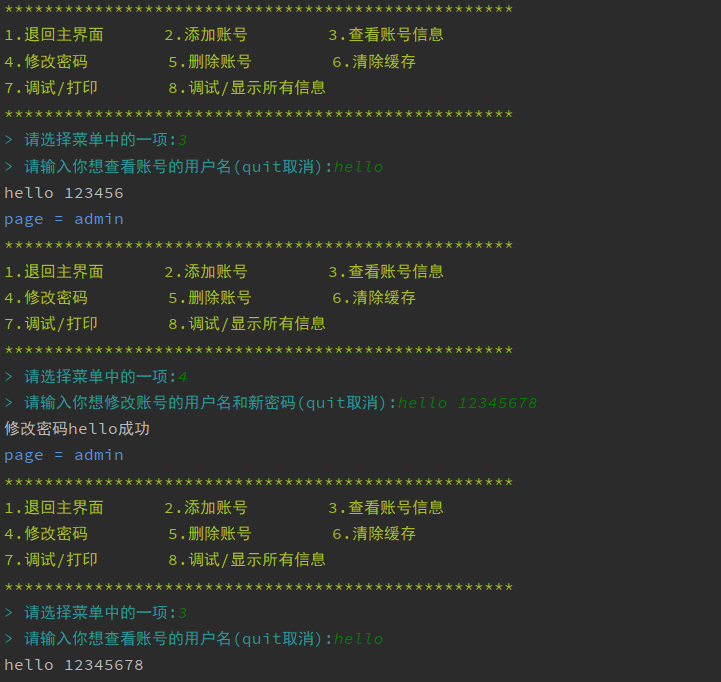 ***************************************************
1.退回主界面      2.添加账号        3.查看账号信息
4.修改密码        5.删除账号        6.清除缓存
7.调试/打印       8.调试/显示所有信息
***************************************************
> 请选择菜单中的一项:3
> 请输入你想查看账号的用户名(quit取消):hello
hello 123456
page = admin
***************************************************
1.退回主界面      2.添加账号        3.查看账号信息
4.修改密码        5.删除账号        6.清除缓存
7.调试/打印       8.调试/显示所有信息
***************************************************
> 请选择菜单中的一项:4
> 请输入你想修改账号的用户名和新密码(quit取消):hello 12345678
修改密码hello成功
page = admin
***************************************************
1.退回主界面      2.添加账号        3.查看账号信息
4.修改密码        5.删除账号        6.清除缓存
7.调试/打印       8.调试/显示所有信息
***************************************************
> 请选择菜单中的一项:3
> 请输入你想查看账号的用户名(quit取消):hello
hello 12345678